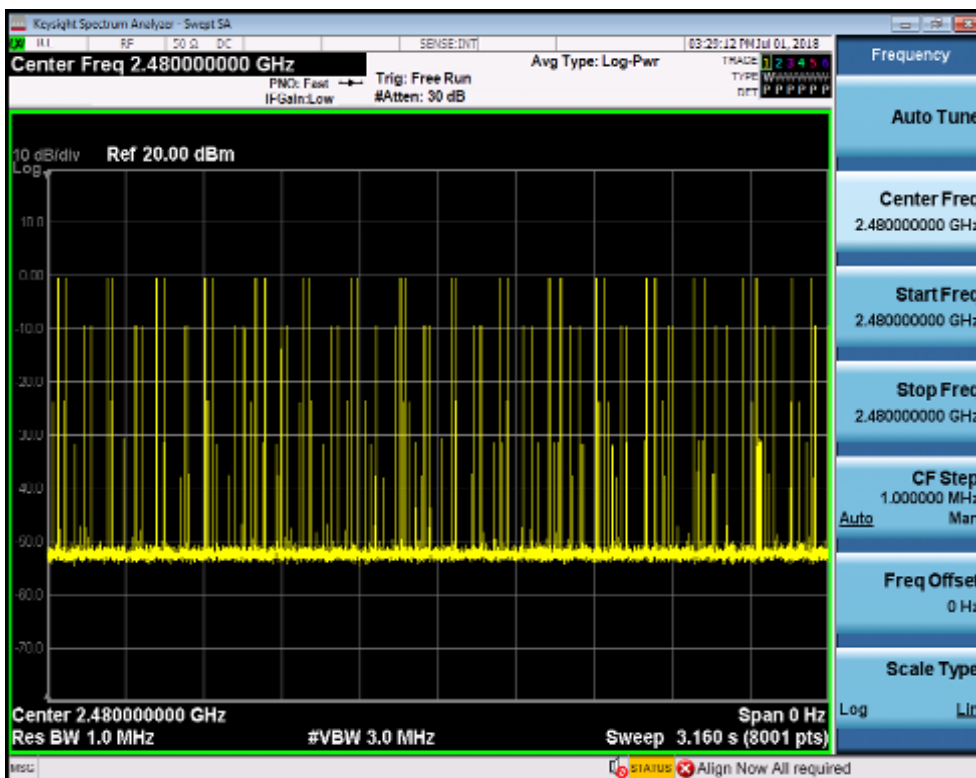 Keysight Spectrum Analyzer - Swept SA
RF 50 Ω DC SENSE:INT 03:29:12 PM Jul 01, 2018
Center Freq 2.480000000 GHz
PNO: Fast
IFGain:Low
Trig: Free Run
#Atten: 30 dB
Avg Type: Log-Pwr
TRACE 1 2 3 4 5 6
TYPE W W W W W W
DET P P P P P P
10 dB/div
Log
Ref 20.00 dBm
10.0
0.00
-10.0
-20.0
-30.0
-40.0
-50.0
-60.0
-70.0
Center 2.480000000 GHz
Span 0 Hz
Res BW 1.0 MHz
#VBW 3.0 MHz
Sweep 3.160 s (8001 pts)
MSG
STATUS
Align Now All required
Frequency
Auto Tune
Center Freq
2.480000000 GHz
Start Freq
2.480000000 GHz
Stop Freq
2.480000000 GHz
CF Step
1.000000 MHz
Auto Man
Freq Offset
0 Hz
Scale Type
Log Lin